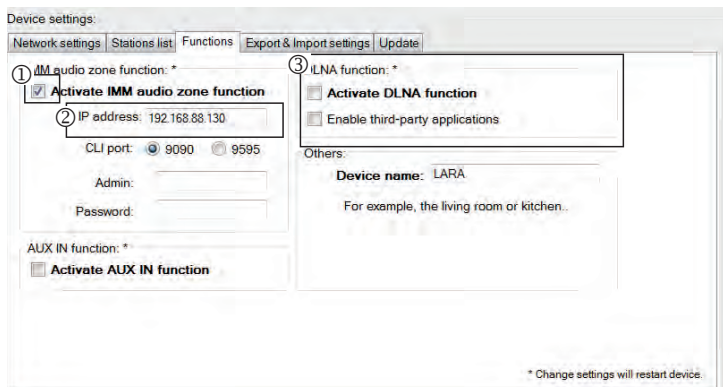 Device settings:
Network settings Stations list Functions Export & Import settings Update
① IMM audio zone function: *
Activate IMM audio zone function
② IP address: 192.168.88.130
CLI port: 9090 9595
Admin:
Password:
AUX IN function: *
Activate AUX IN function
③ DLNA function: *
Activate DLNA function
Enable third-party applications
Others:
Device name: LARA
For example, the living room or kitchen..
* Change settings will restart device.